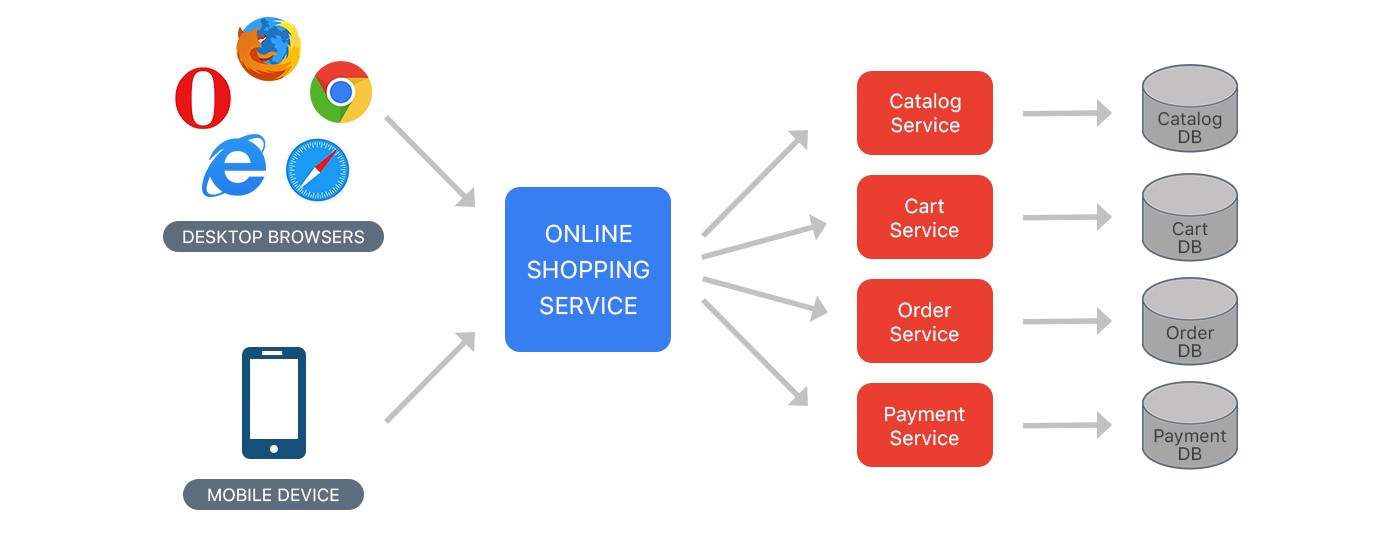 DESKTOP BROWSERS
MOBILE DEVICE
ONLINE
SHOPPING
SERVICE
Catalog
Service
Cart
Service
Order
Service
Payment
Service
Catalog
DB
Cart
DB
Order
DB
Payment
DB